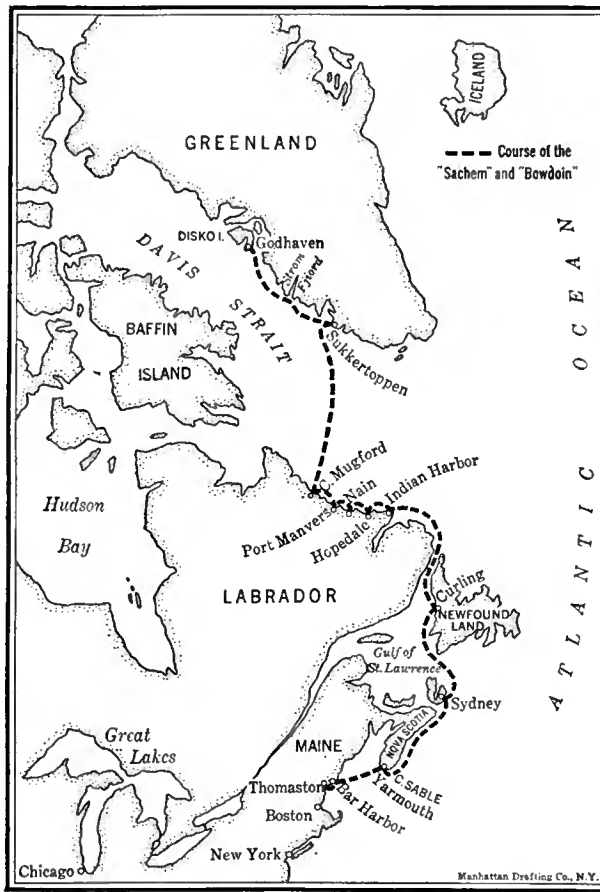 ICELAND
GREENLAND
Course of the
"Sachem" and "Bowdoin"
DISKO I.
Godhaven
DAVIS STRAIT
Strom
Fjord
Sukkertoppen
BAFFIN
ISLAND
ATLANTIC OCEAN
C. Mugford
Nain
Indian Harbor
Port Manvers
Hopedale
Hudson
Bay
LABRADOR
Curling
NEWFOUND
LAND
Gulf of
St. Lawrence
Sydney
Great
Lakes
MAINE
NOVA SCOTIA
C. SABLE
Yarmouth
Thomaston
Bar Harbor
Boston
New York
Chicago
Manhattan Drafting Co., N.Y.